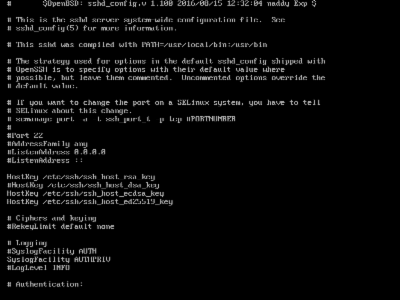 #	$OpenBSD: sshd_config,v 1.100 2016/08/15 12:32:04 naddy Exp $
# This is the sshd server system-wide configuration file.  See
# sshd_config(5) for more information.
# This sshd was compiled with PATH=/usr/local/bin:/usr/bin
# The strategy used for options in the default sshd_config shipped with
# OpenSSH is to specify options with their default value where
# possible, but leave them commented.  Uncommented options override the
# default value.
# If you want to change the port on a SELinux system, you have to tell
# SELinux about this change.
# semanage port -a -t ssh_port_t -p tcp #PORTNUMBER
#
#Port 22
#AddressFamily any
#ListenAddress 0.0.0.0
#ListenAddress ::
HostKey /etc/ssh/ssh_host_rsa_key
#HostKey /etc/ssh/ssh_host_dsa_key
HostKey /etc/ssh/ssh_host_ecdsa_key
HostKey /etc/ssh/ssh_host_ed25519_key
# Ciphers and keying
#RekeyLimit default none
# Logging
#SyslogFacility AUTH
SyslogFacility AUTHPRIV
#LogLevel INFO
# Authentication: